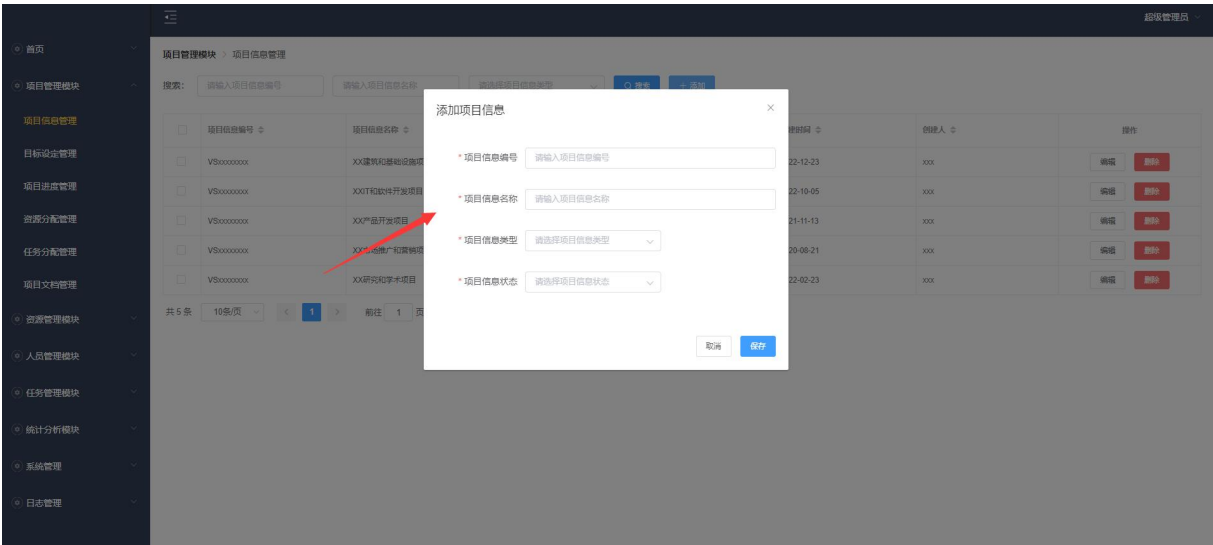 超级管理员
首页
项目管理模块
项目信息管理
目标设定管理
项目进度管理
资源分配管理
任务分配管理
项目文档管理
资源管理模块
人员管理模块
任务管理模块
统计分析模块
系统管理
日志管理
项目管理模块 > 项目信息管理
搜索: 请输入项目信息编号 请输入项目信息名称 请选择项目信息类型 搜索 + 添加
项目信息编号 项目信息名称 建时间 创建人 操作
VSxxxxxxxx XX建筑和基础设施项 22-12-23 xxx 编辑 删除
VSxxxxxxxx XXIT和软件开发项目 22-10-05 xxx 编辑 删除
VSxxxxxxxx XX产品开发项目 21-11-13 xxx 编辑 删除
VSxxxxxxxx XX市场推广和营销项 20-08-21 xxx 编辑 删除
VSxxxxxxxx XX研究和学术项目 22-02-23 xxx 编辑 删除
共 5 条 10条/页 < 1 > 前往 1 页
添加项目信息 ×
* 项目信息编号 请输入项目信息编号
* 项目信息名称 请输入项目信息名称
* 项目信息类型 请选择项目信息类型
* 项目信息状态 请选择项目信息状态
取消 保存